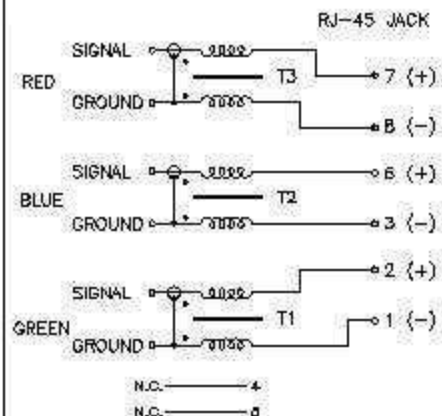 RJ-45 JACK
SIGNAL
RED
T3
7 (+)
GROUND
8 (-)
SIGNAL
6 (+)
BLUE
T2
GROUND
3 (-)
2 (+)
SIGNAL
GREEN
T1
1 (-)
GROUND
N.C. 4
N.C.